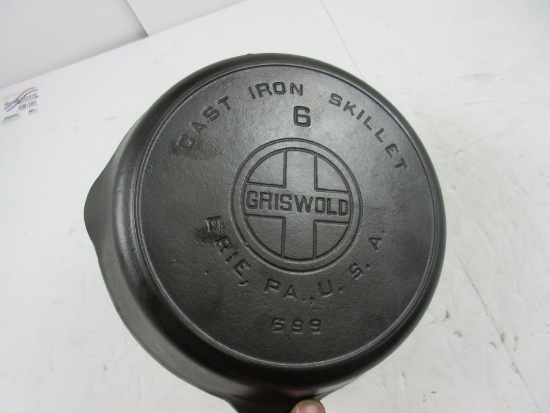 CAST IRON SKILLET
6
GRISWOLD
ERIE, PA., U.S.A.
699